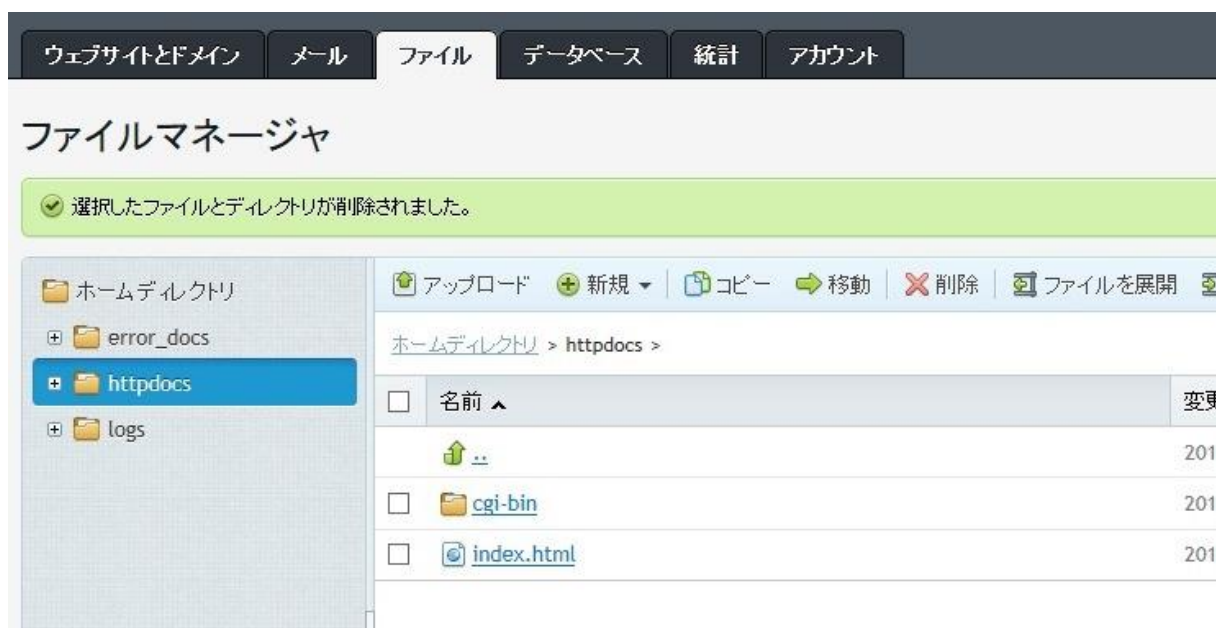 ウェブサイトとドメイン メール ファイル データベース 統計 アカウント
ファイルマネージャ
選択したファイルとディレクトリが削除されました。
ホームディレクトリ
error_docs
httpdocs
logs
アップロード 新規 コピー 移動 削除 ファイルを展開
ホームディレクトリ > httpdocs >
名前 変更
.. 201
cgi-bin 201
index.html 201